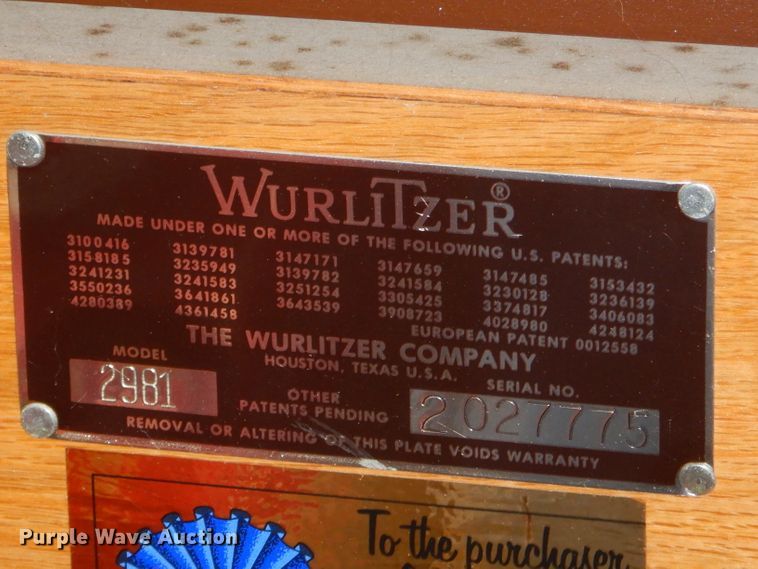 WURLITZER®
MADE UNDER ONE OR MORE OF THE FOLLOWING U.S. PATENTS:
3100416 3139781 3147171 3147659 3147485 3153432
3158185 3235949 3139782 3241584 3230128 3236139
3241231 3241583 3251254 3305425 3374817 3406083
3550236 3641861 3643539 3908723 4028980 4248124
4280389 4361458 EUROPEAN PATENT 0012558
THE WURLITZER COMPANY
HOUSTON, TEXAS U.S.A.
MODEL
2981
SERIAL NO.
OTHER
PATENTS PENDING
2027775
REMOVAL OR ALTERING OF THIS PLATE VOIDS WARRANTY
To the purchaser
Purple Wave Auction